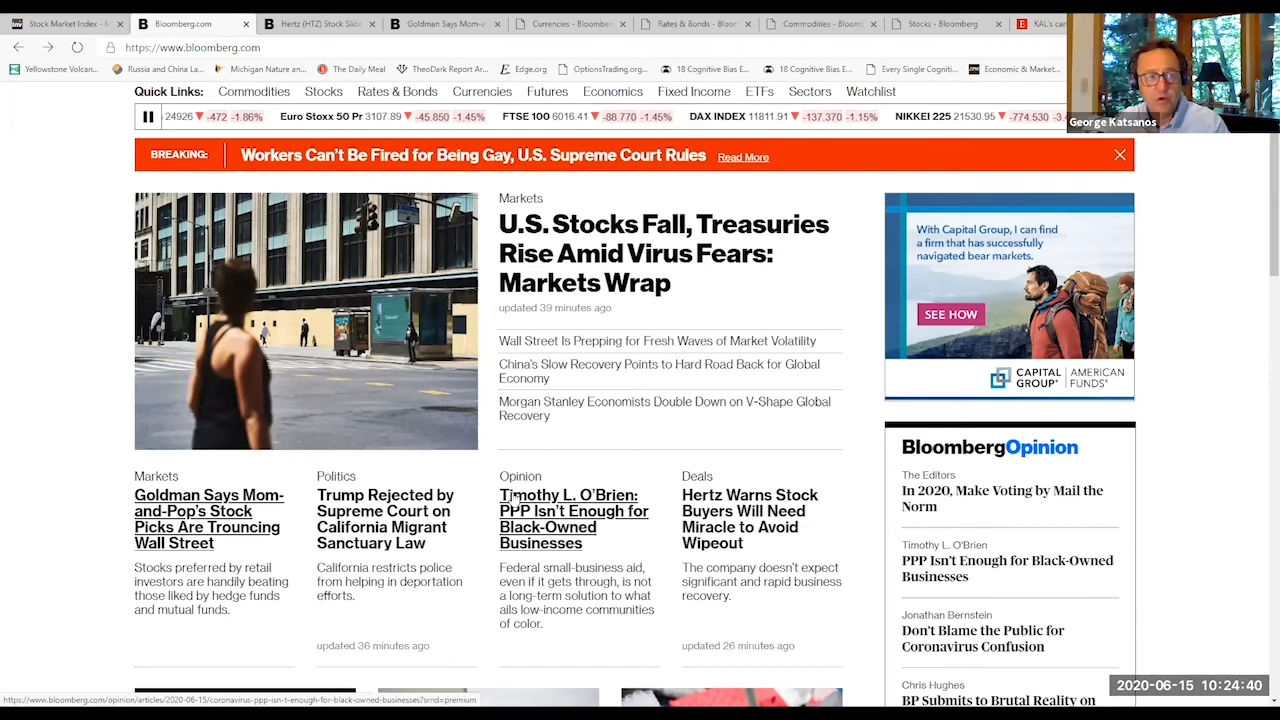 Stock Market Index - M
Bloomberg.com
Hertz (HTZ) Stock Slide
Goldman Says Mom-a
Currencies - Bloomber
Rates & Bonds - Bloom
Commodities - Bloomb
Stocks - Bloomberg
KAL's car
https://www.bloomberg.com
Yellowstone Volcan...
Russia and China La...
Michigan Nature an...
The Daily Meal
TheoDark Report Ar...
Edge.org
OptionsTrading.org...
18 Cognitive Bias E...
18 Cognitive Bias E...
Every Single Cogniti...
Economic & Market...
George Katsanos
Quick Links: Commodities Stocks Rates & Bonds Currencies Futures Economics Fixed Income ETFs Sectors Watchlist
24926 -472 -1.86% Euro Stoxx 50 Pr 3107.89 -45.850 -1.45% FTSE 100 6016.41 -88.770 -1.45% DAX INDEX 11811.91 -137.370 -1.15% NIKKEI 225 21530.95 -774.530 -3.
BREAKING: Workers Can't Be Fired for Being Gay, U.S. Supreme Court Rules Read More
Markets
U.S. Stocks Fall, Treasuries
Rise Amid Virus Fears:
Markets Wrap
updated 39 minutes ago
Wall Street Is Prepping for Fresh Waves of Market Volatility
China's Slow Recovery Points to Hard Road Back for Global
Economy
Morgan Stanley Economists Double Down on V-Shape Global
Recovery
With Capital Group, I can find
a firm that has successfully
navigated bear markets.
SEE HOW
CAPITAL GROUP® | AMERICAN FUNDS®
Markets
Goldman Says Mom-
and-Pop's Stock
Picks Are Trouncing
Wall Street
Stocks preferred by retail
investors are handily beating
those liked by hedge funds
and mutual funds.
Politics
Trump Rejected by
Supreme Court on
California Migrant
Sanctuary Law
California restricts police
from helping in deportation
efforts.
updated 36 minutes ago
Opinion
Timothy L. O'Brien:
PPP Isn't Enough for
Black-Owned
Businesses
Federal small-business aid,
even if it gets through, is not
a long-term solution to what
ails low-income communities
of color.
Deals
Hertz Warns Stock
Buyers Will Need
Miracle to Avoid
Wipeout
The company doesn't expect
significant and rapid business
recovery.
updated 26 minutes ago
BloombergOpinion
The Editors
In 2020, Make Voting by Mail the
Norm
Timothy L. O'Brien
PPP Isn't Enough for Black-Owned
Businesses
Jonathan Bernstein
Don't Blame the Public for
Coronavirus Confusion
Chris Hughes
BP Submits to Brutal Reality on
https://www.bloomberg.com/opinion/articles/2020-06-15/coronavirus-ppp-isn-t-enough-for-black-owned-businesses?srnd=premium
2020-06-15 10:24:40